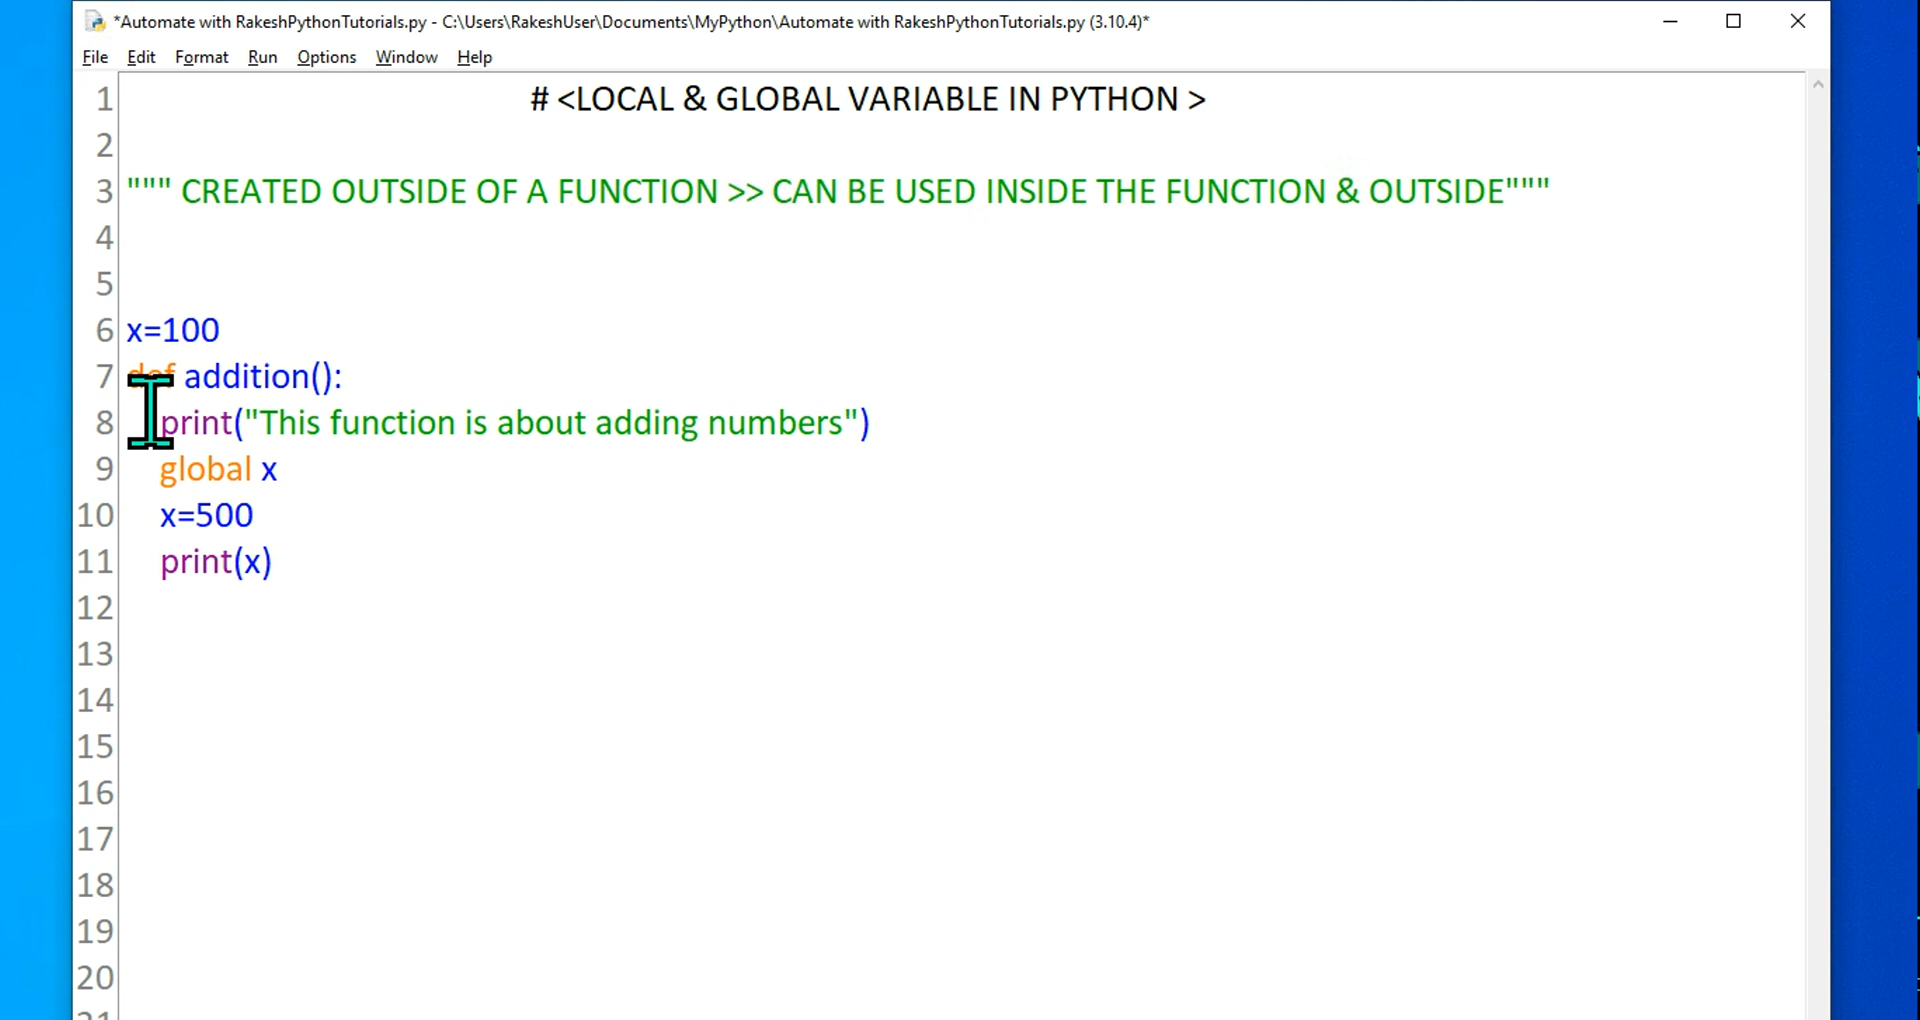 *Automate with RakeshPythonTutorials.py - C:\Users\RakeshUser\Documents\MyPython\Automate with RakeshPythonTutorials.py (3.10.4)*
File Edit Format Run Options Window Help
1 # <LOCAL & GLOBAL VARIABLE IN PYTHON >
2
3 """ CREATED OUTSIDE OF A FUNCTION >> CAN BE USED INSIDE THE FUNCTION & OUTSIDE"""
4
5
6 x=100
7 def addition():
8 print("This function is about adding numbers")
9 global x
10 x=500
11 print(x)
12
13
14
15
16
17
18
19
20
21